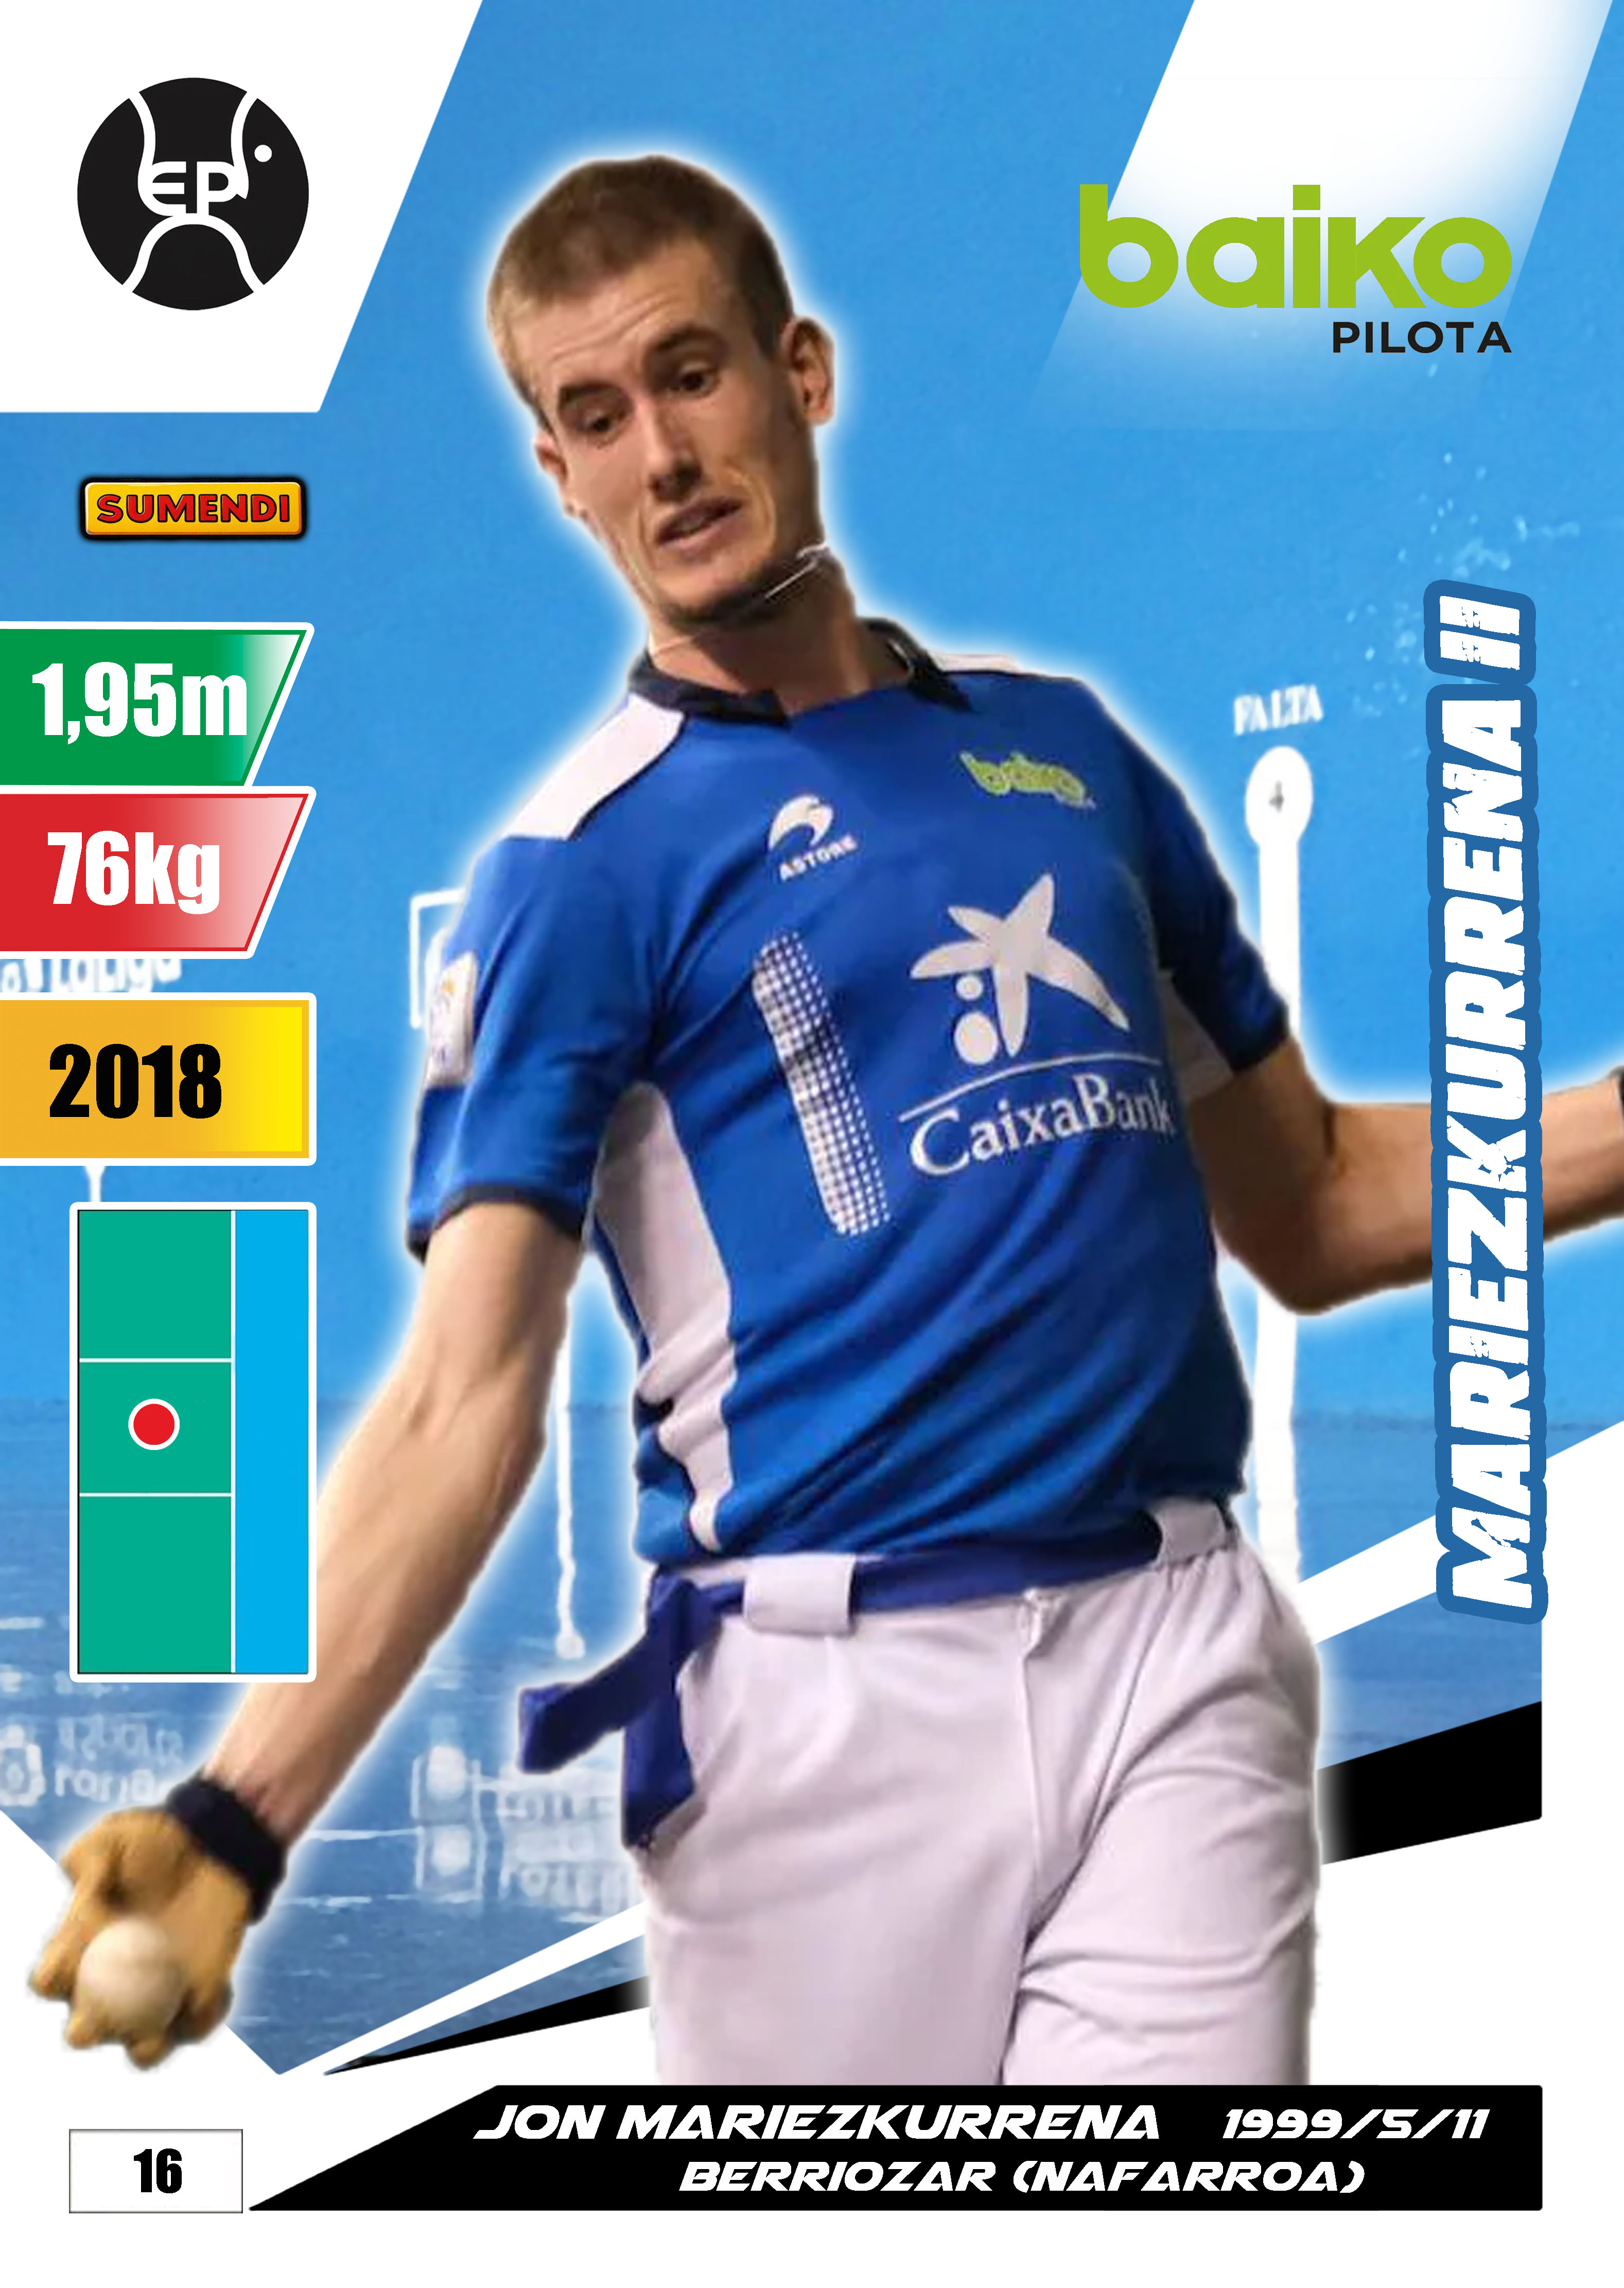 EP
baiko
PILOTA
SUMENDI
1,95m
76kg
2018
MARIEZKURRENA II
FALTA
4
baiko
ASTORE
CaixaBank
LaLiga
JON MARIEZKURRENA 1999/5/11
BERRIOZAR (NAFARROA)
16